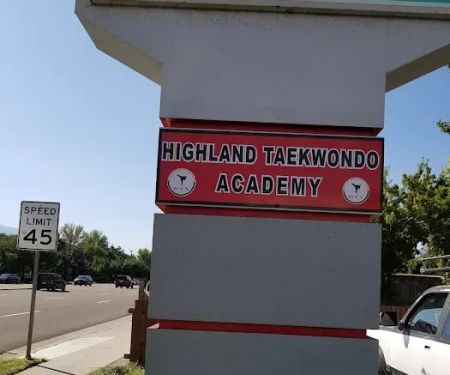 HIGHLAND TAEKWONDO
ACADEMY
SPEED
LIMIT
45